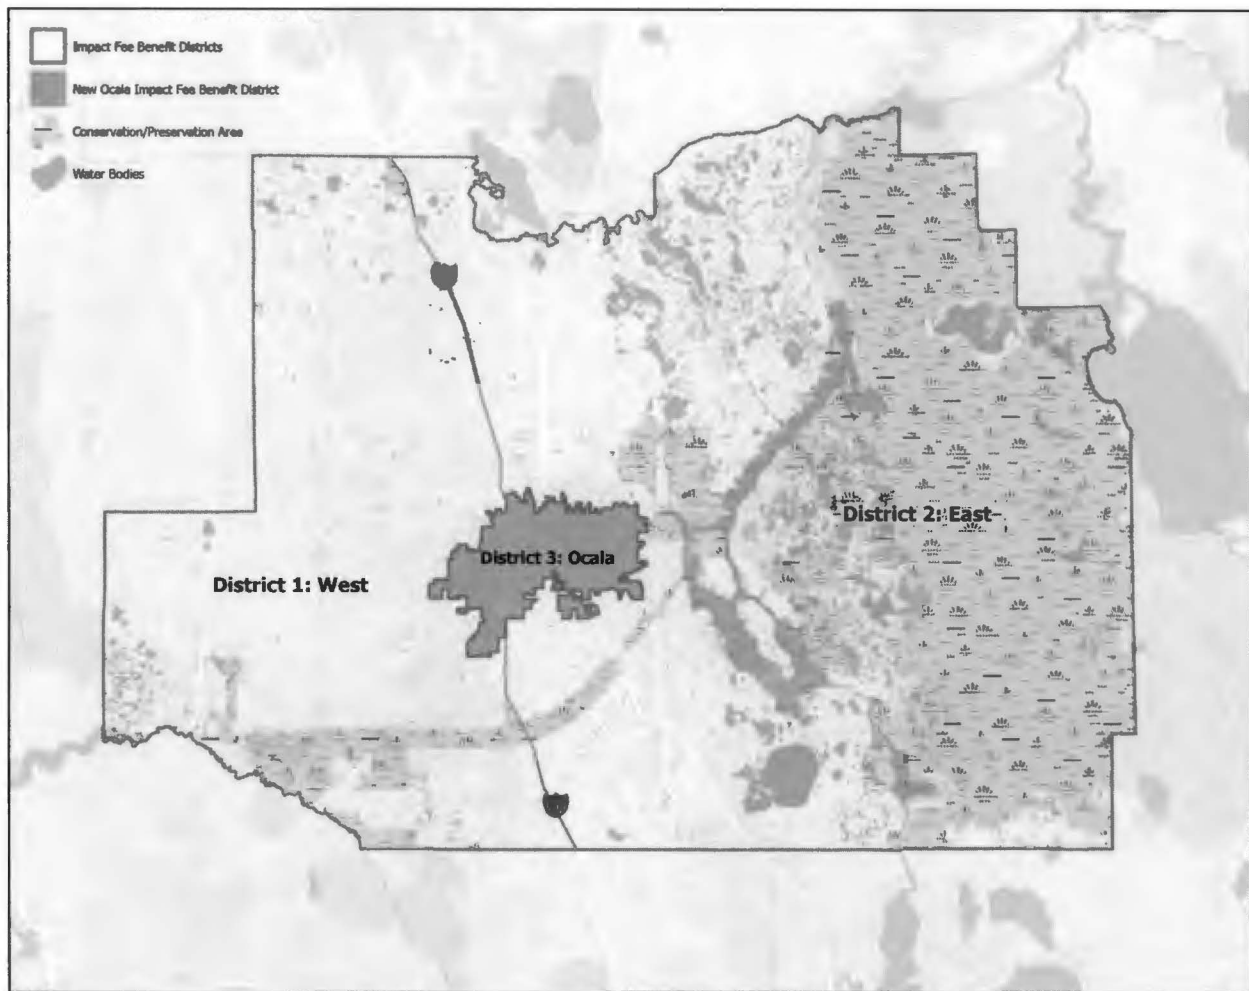 Impact Fee Benefit Districts
New Ocala Impact Fee Benefit District
Conservation/Preservation Area
Water Bodies
District 2: East
District 3: Ocala
District 1: West